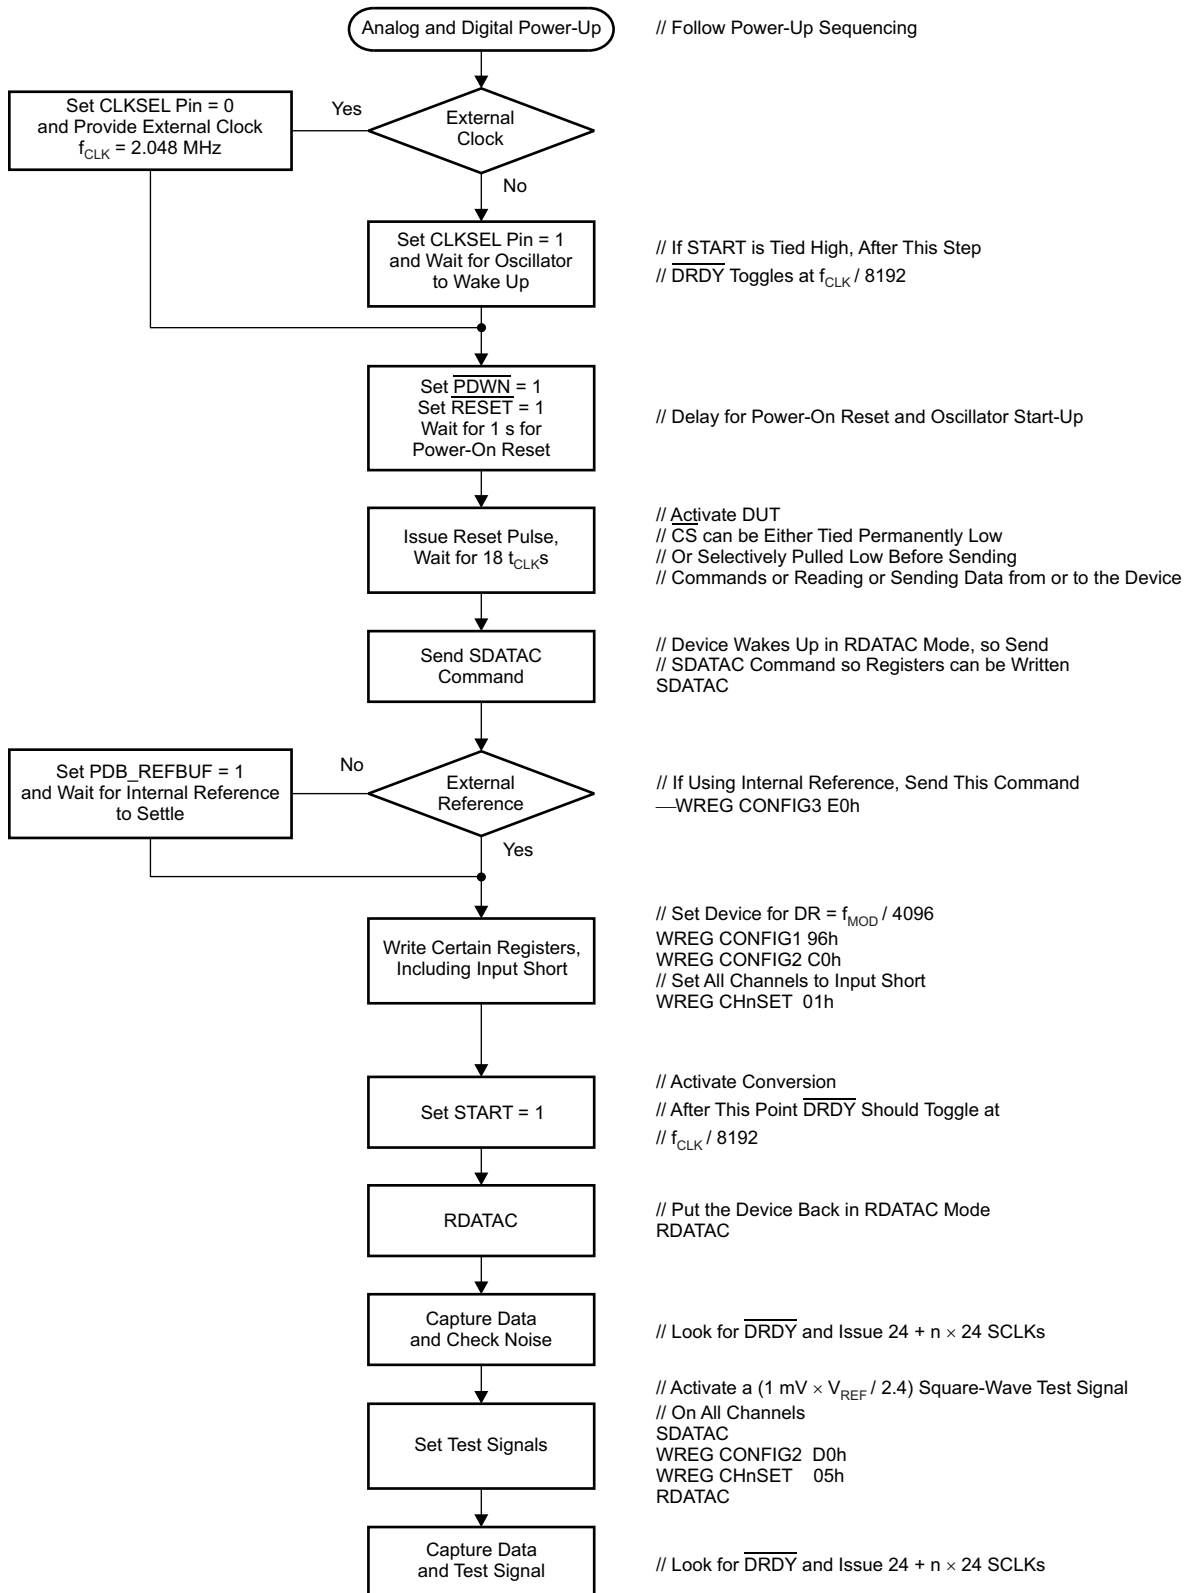 Analog and Digital Power-Up
// Follow Power-Up Sequencing
Set CLKSEL Pin = 0
and Provide External Clock
fCLK = 2.048 MHz
Yes
External
Clock
No
Set CLKSEL Pin = 1
and Wait for Oscillator
to Wake Up
// If START is Tied High, After This Step
// DRDY Toggles at fCLK / 8192
Set PDWN = 1
Set RESET = 1
Wait for 1 s for
Power-On Reset
// Delay for Power-On Reset and Oscillator Start-Up
Issue Reset Pulse,
Wait for 18 tCLKs
// Activate DUT
// CS can be Either Tied Permanently Low
// Or Selectively Pulled Low Before Sending
// Commands or Reading or Sending Data from or to the Device
Send SDATAC
Command
// Device Wakes Up in RDATAC Mode, so Send
// SDATAC Command so Registers can be Written
SDATAC
Set PDB_REFBUF = 1
and Wait for Internal Reference
to Settle
No
External
Reference
Yes
// If Using Internal Reference, Send This Command
—WREG CONFIG3 E0h
Write Certain Registers,
Including Input Short
// Set Device for DR = fMOD / 4096
WREG CONFIG1 96h
WREG CONFIG2 C0h
// Set All Channels to Input Short
WREG CHnSET 01h
Set START = 1
// Activate Conversion
// After This Point DRDY Should Toggle at
// fCLK / 8192
RDATAC
// Put the Device Back in RDATAC Mode
RDATAC
Capture Data
and Check Noise
// Look for DRDY and Issue 24 + n × 24 SCLKs
Set Test Signals
// Activate a (1 mV × VREF / 2.4) Square-Wave Test Signal
// On All Channels
SDATAC
WREG CONFIG2 D0h
WREG CHnSET 05h
RDATAC
Capture Data
and Test Signal
// Look for DRDY and Issue 24 + n × 24 SCLKs